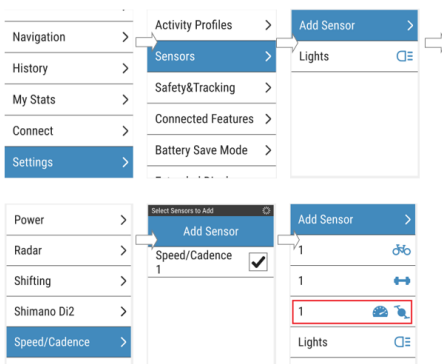 Navigation
History
My Stats
Connect
Settings
Activity Profiles
Sensors
Safety&Tracking
Connected Features
Battery Save Mode
Add Sensor
Lights
Power
Radar
Shifting
Shimano Di2
Speed/Cadence
Select Sensors to Add
Add Sensor
Speed/Cadence
1
Add Sensor
1
1
1
Lights